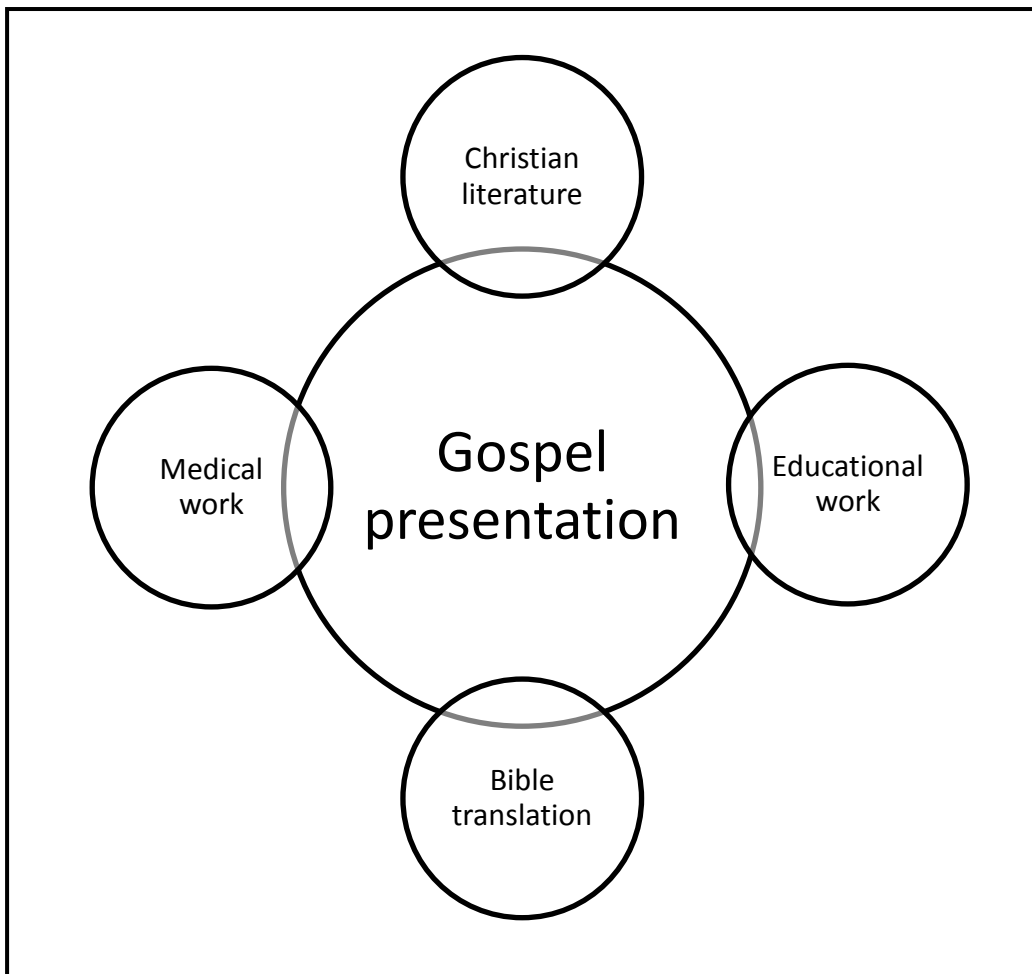 Christian
literature
Medical
work
Gospel
presentation
Educational
work
Bible
translation